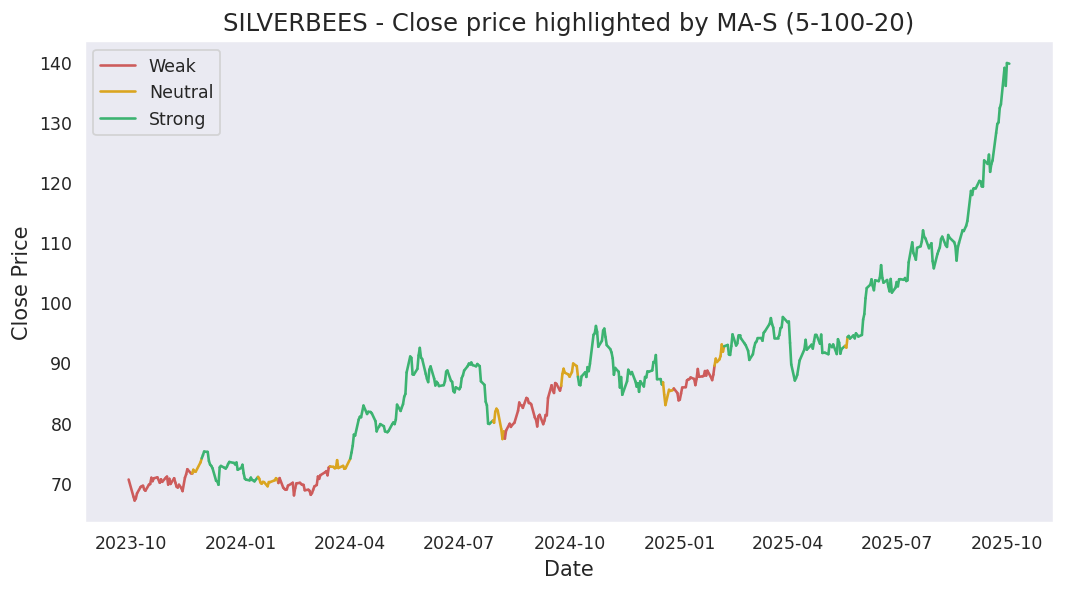 SILVERBEES - Close price highlighted by MA-S (5-100-20)
Weak
Neutral
Strong
140
130
120
110
100
90
80
70
Close Price
2023-10 2024-01 2024-04 2024-07 2024-10 2025-01 2025-04 2025-07 2025-10
Date